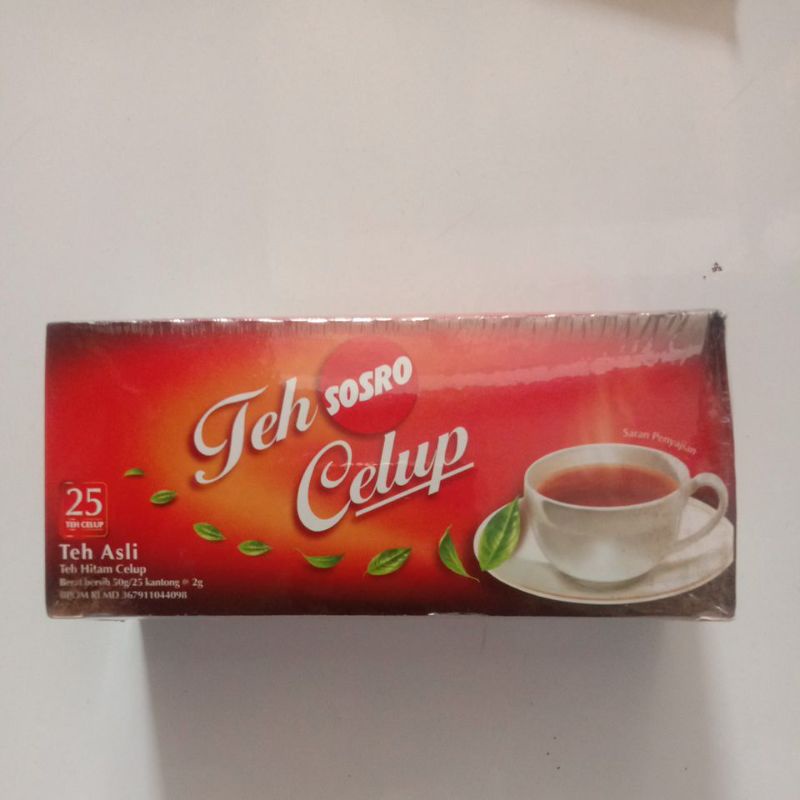 Teh SOSRO
Celup
Saran Penyajian
25
TEH CELUP
Teh Asli
Teh Hitam Celup
Berat bersih 50g/25 kantong @ 2g
BPOM RI MD 367911044098